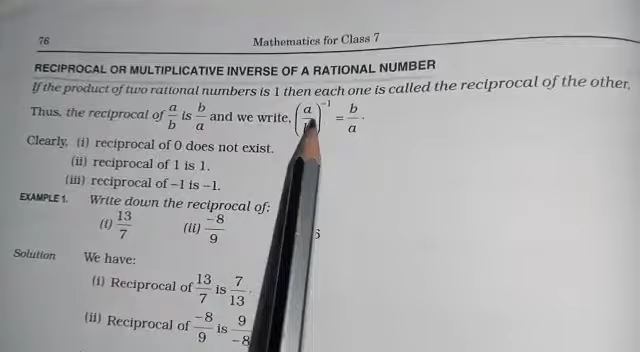 76
Mathematics for Class 7
RECIPROCAL OR MULTIPLICATIVE INVERSE OF A RATIONAL NUMBER
If the product of two rational numbers is 1 then each one is called the reciprocal of the other.
Thus, the reciprocal of a/b is b/a and we write, (a/b)^-1 = b/a.
Clearly, (i) reciprocal of 0 does not exist.
(ii) reciprocal of 1 is 1.
(iii) reciprocal of –1 is –1.
EXAMPLE 1. Write down the reciprocal of:
(i) 13/7 (ii) –8/9
Solution We have:
(i) Reciprocal of 13/7 is 7/13.
(ii) Reciprocal of –8/9 is 9/–8